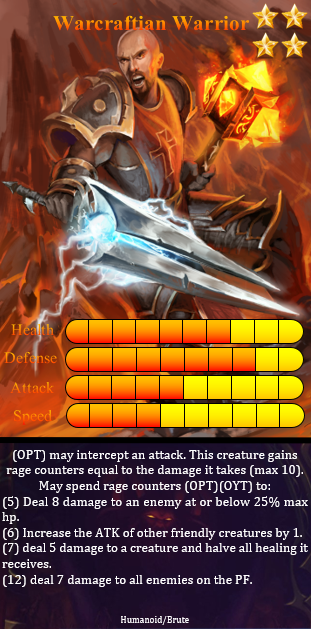 Warcraftian Warrior
Health
Defense
Attack
Speed
(OPT) may intercept an attack. This creature gains
rage counters equal to the damage it takes (max 10).
May spend rage counters (OPT)(OYT) to:
(5) Deal 8 damage to an enemy at or below 25% max
hp.
(6) Increase the ATK of other friendly creatures by 1.
(7) deal 5 damage to a creature and halve all healing it
receives.
(12) deal 7 damage to all enemies on the PF.
Humanoid/Brute